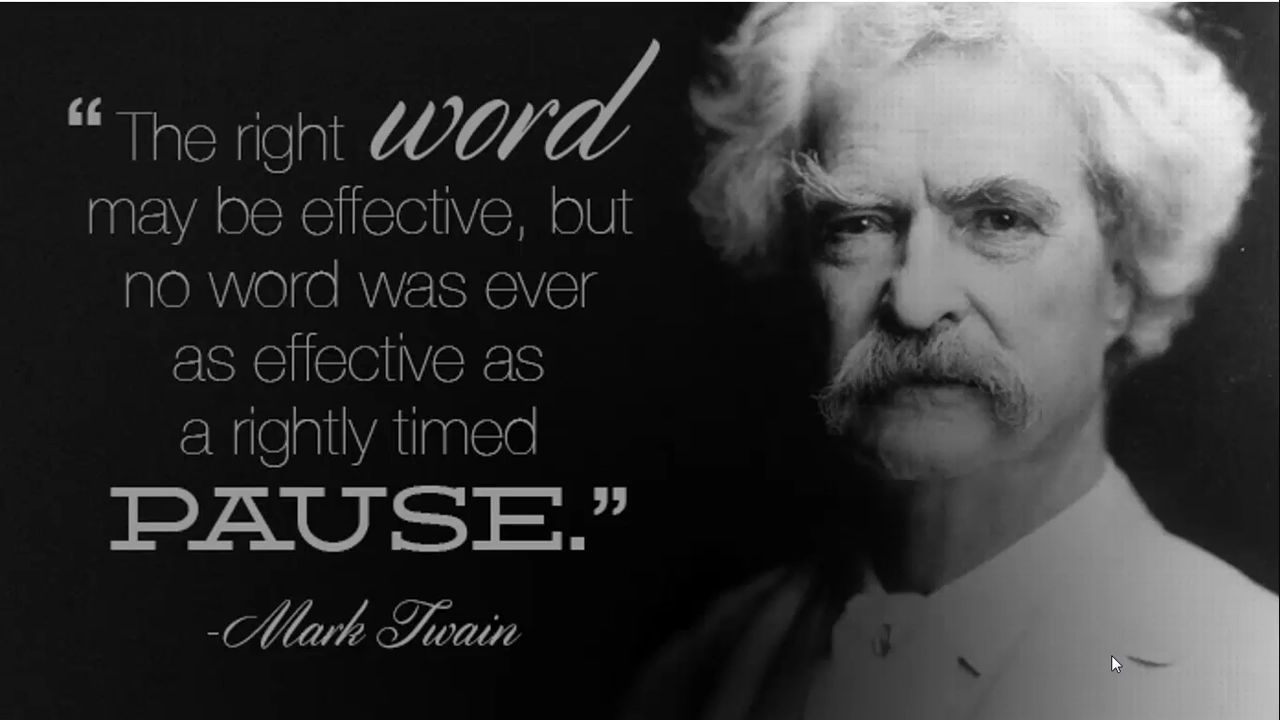 “The right word
may be effective, but
no word was ever
as effective as
a rightly timed
PAUSE.”
-Mark Twain